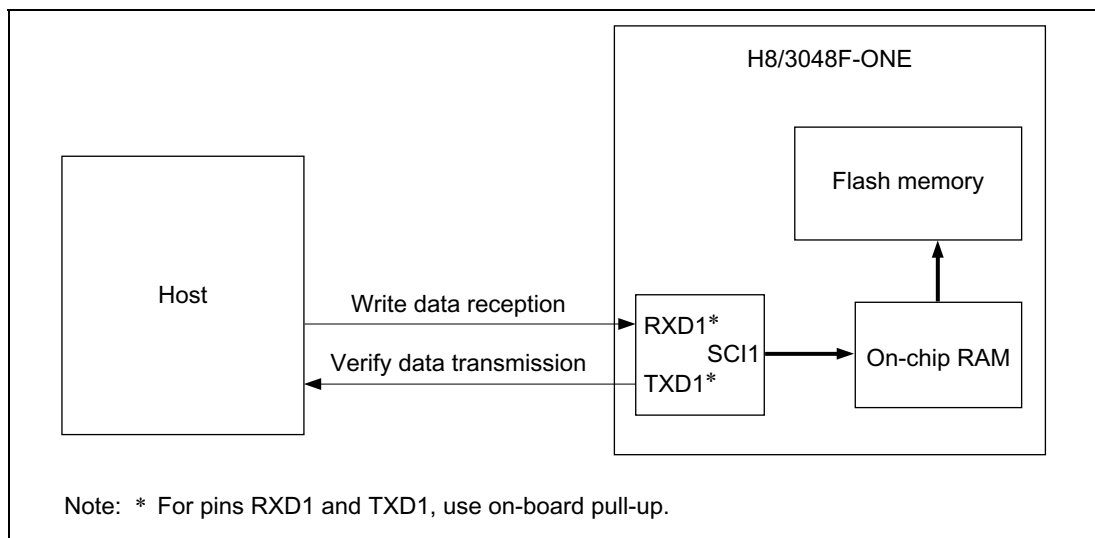 H8/3048F-ONE
Flash memory
Host
Write data reception
RXD1*
SCI1
On-chip RAM
Verify data transmission
TXD1*
Note: * For pins RXD1 and TXD1, use on-board pull-up.